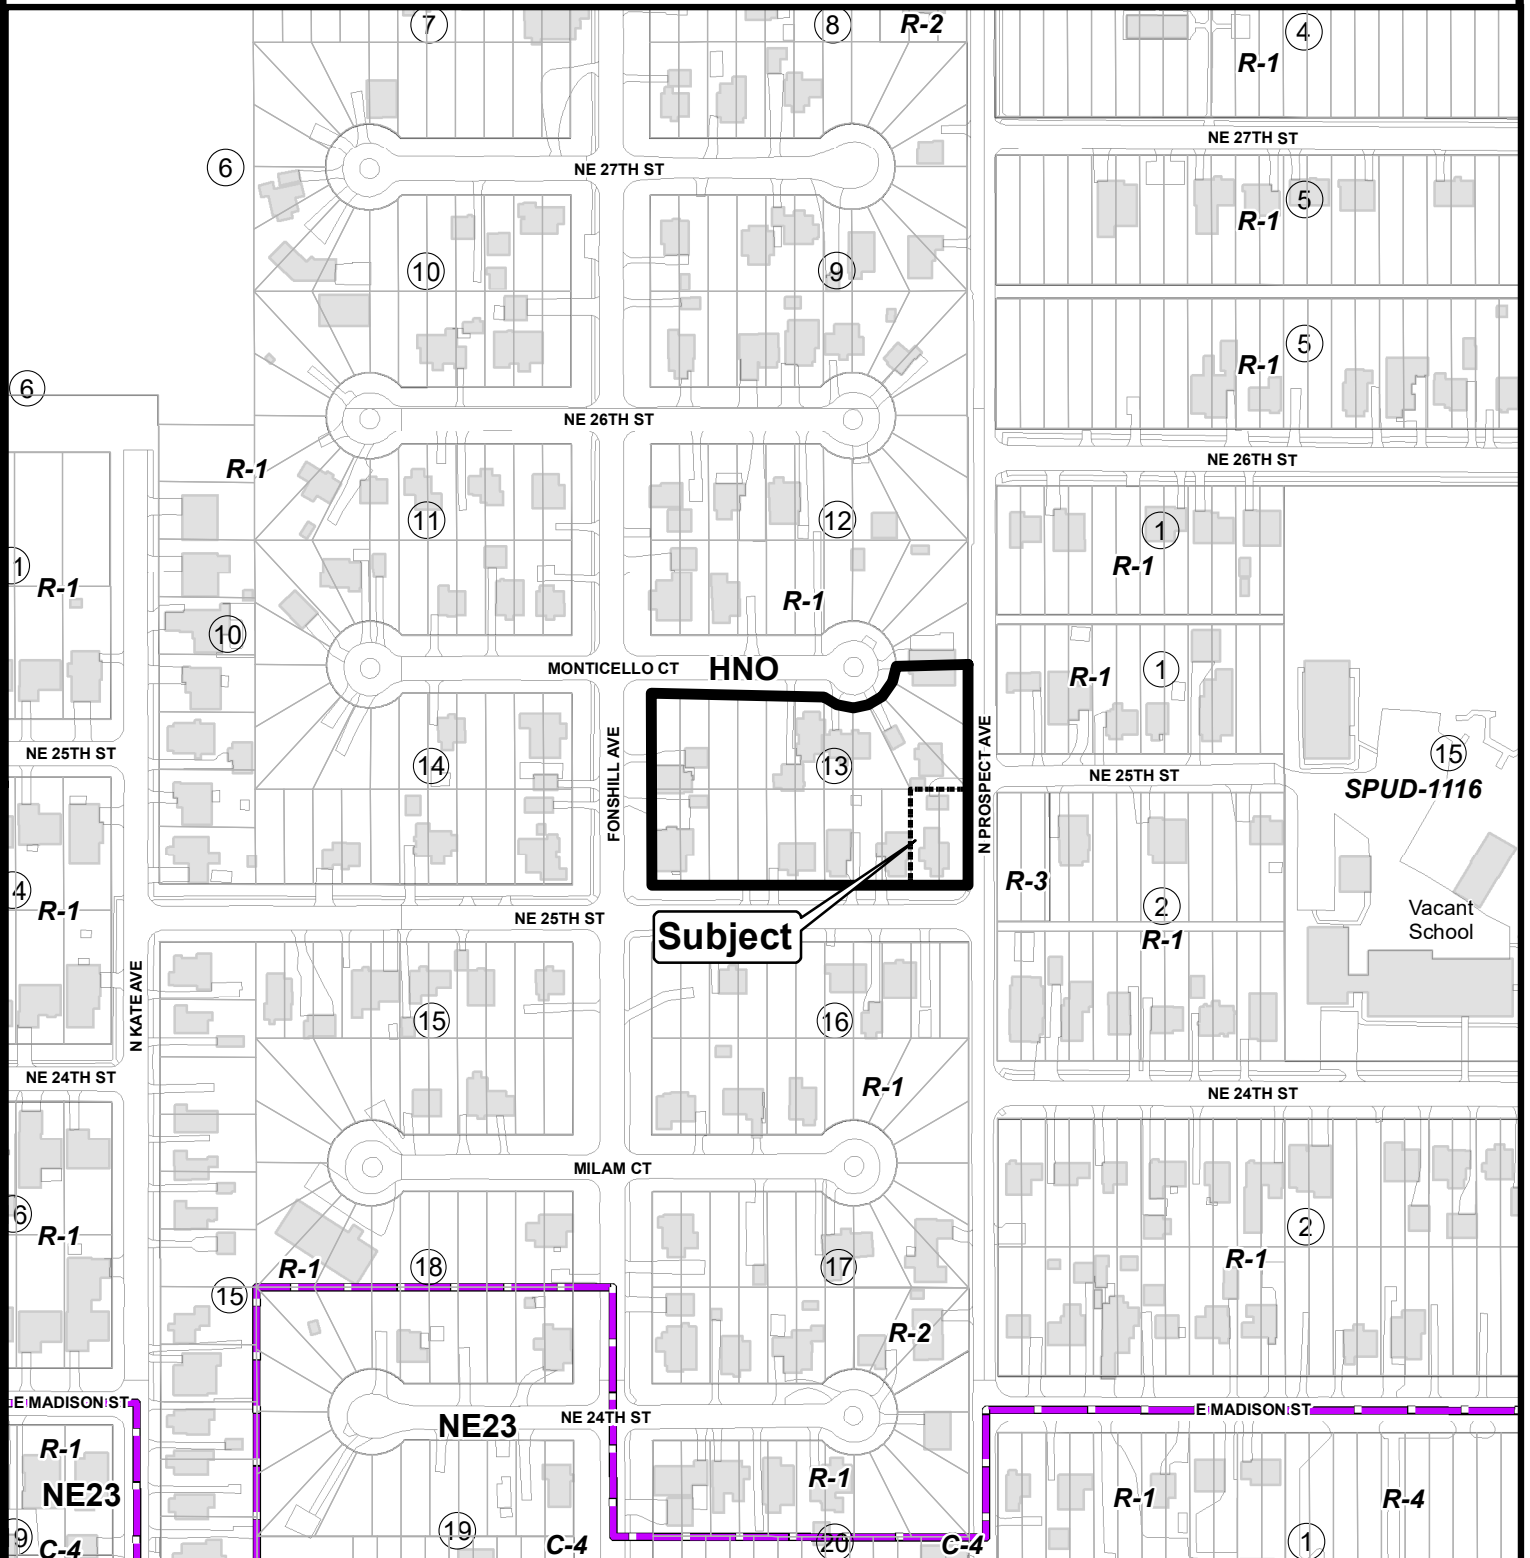 7
8
R-2
4
R-1
NE 27TH ST
NE 27TH ST
6
5
R-1
10
9
5
R-1
6
NE 26TH ST
NE 26TH ST
R-1
11
12
1
R-1
1
R-1
R-1
10
MONTICELLO CT
HNO
R-1
1
FONSHILL AVE
N PROSPECT AVE
NE 25TH ST
14
13
NE 25TH ST
15
SPUD-1116
4
R-1
R-3
2
R-1
Vacant
School
NE 25TH ST
Subject
N KATE AVE
15
16
NE 24TH ST
R-1
NE 24TH ST
MILAM CT
6
R-1
R-1
18
17
2
R-1
15
R-2
E MADISON ST
NE23
NE 24TH ST
E MADISON ST
R-1
NE23
R-1
R-1
R-4
9
C-4
19
C-4
20
C-4
1